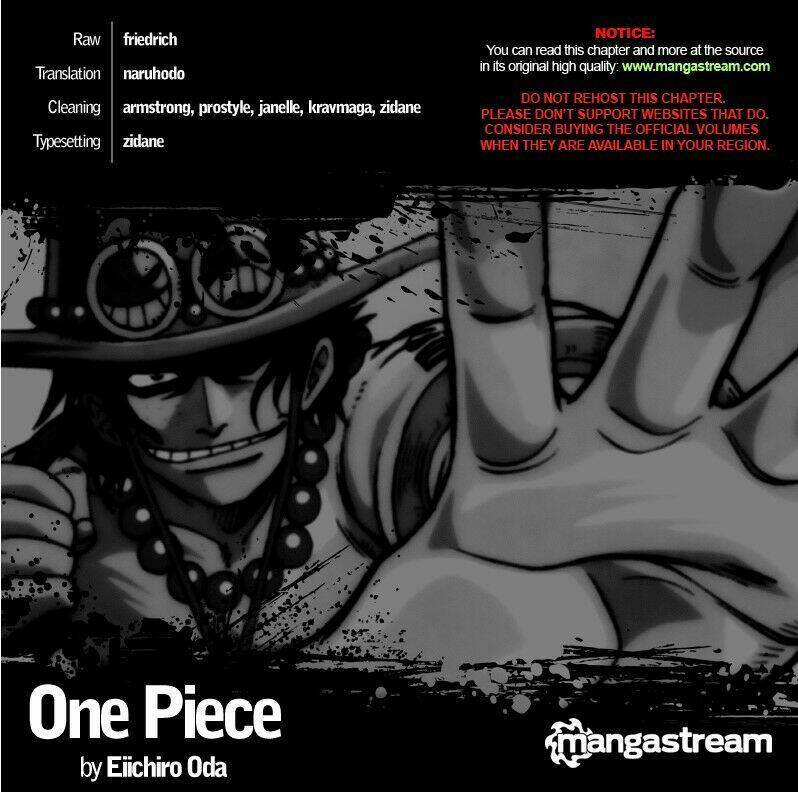 Raw friedrich
Translation naruhodo
Cleaning armstrong, prostyle, janelle, kravmaga, zidane
Typesetting zidane
NOTICE:
You can read this chapter and more at the source
in its original high quality: www.mangastream.com
DO NOT REHOST THIS CHAPTER.
PLEASE DON'T SUPPORT WEBSITES THAT DO.
CONSIDER BUYING THE OFFICIAL VOLUMES
WHEN THEY ARE AVAILABLE IN YOUR REGION.
One Piece
by Eiichiro Oda
mangastream